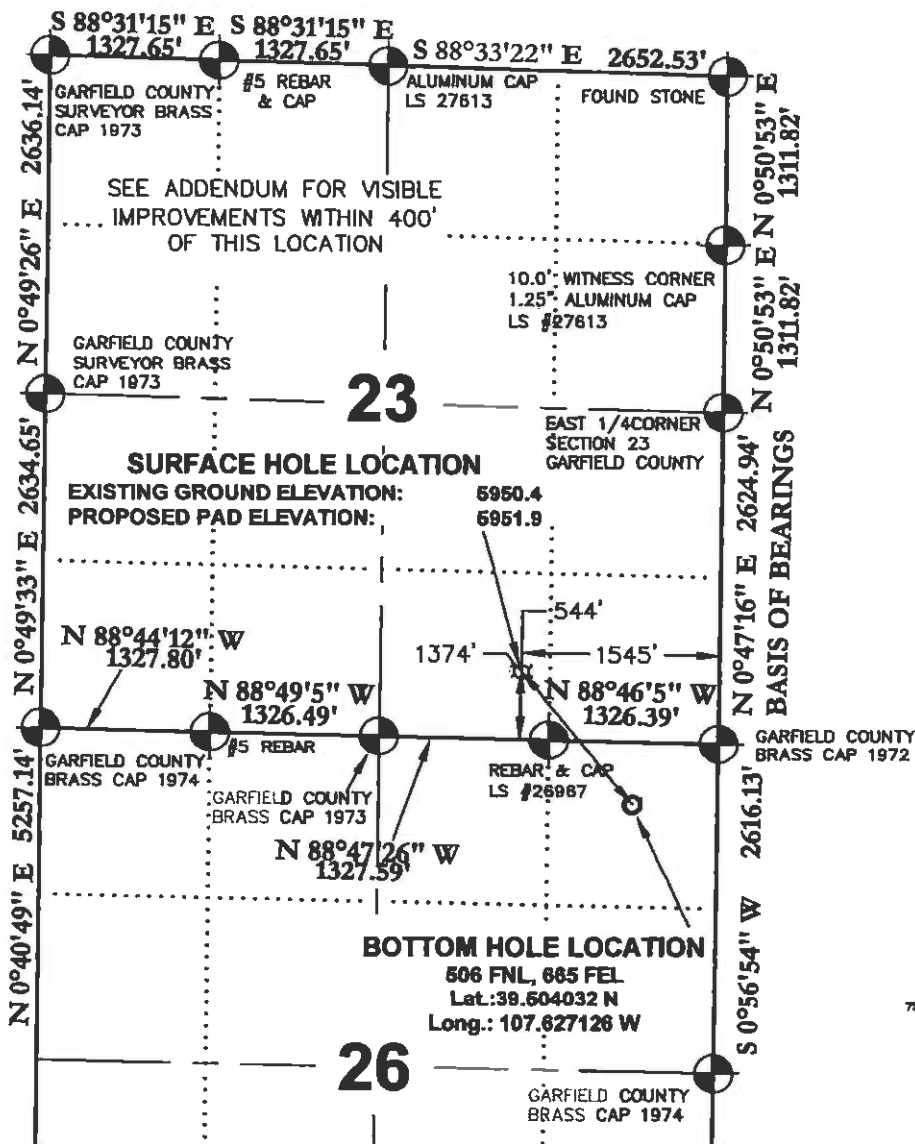 S 88°31'15" E
1327.65'
S 88°31'15" E
1327.65'
S 88°33'22" E 2652.53'
GARFIELD COUNTY
SURVEYOR BRASS
CAP 1973
#5 REBAR
& CAP
ALUMINUM CAP
LS 27613
FOUND STONE
N 0°49'26" E 2636.14'
N 0°50'53" E
1311.82'
SEE ADDENDUM FOR VISIBLE
IMPROVEMENTS WITHIN 400'
OF THIS LOCATION
10.0' WITNESS CORNER
1.25" ALUMINUM CAP
LS #27613
N 0°50'53" E
1311.82'
GARFIELD COUNTY
SURVEYOR BRASS
CAP 1973
23
EAST 1/4CORNER
SECTION 23
GARFIELD COUNTY
SURFACE HOLE LOCATION
EXISTING GROUND ELEVATION: 5950.4
PROPOSED PAD ELEVATION: 5951.9
N 0°49'33" E 2634.65'
N 0°47'16" E 2624.94'
BASIS OF BEARINGS
544'
1374'
1545'
N 88°44'12" W
1327.80'
N 88°49'5" W
1326.49'
N 88°46'5" W
1326.39'
GARFIELD COUNTY
BRASS CAP 1974
#5 REBAR
GARFIELD COUNTY
BRASS CAP 1973
REBAR & CAP
LS #26967
GARFIELD COUNTY
BRASS CAP 1972
N 88°47'26" W
1327.59'
N 0°40'49" E 5257.14'
S 0°56'54" W 2616.13'
BOTTOM HOLE LOCATION
506 FNL, 665 FEL
Lat.:39.504032 N
Long.: 107.627126 W
26
GARFIELD COUNTY
BRASS CAP 1974